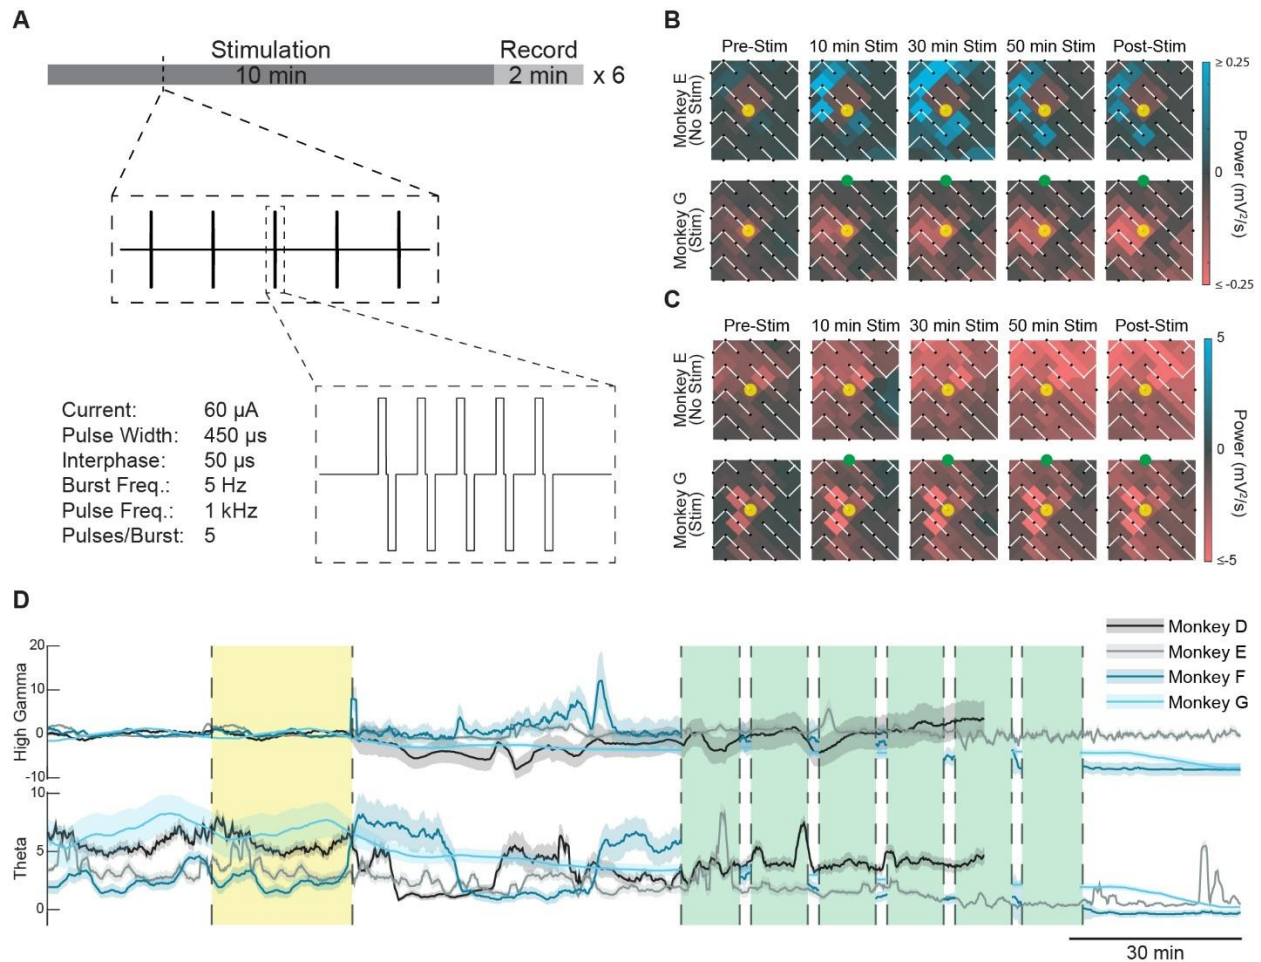 A
Stimulation
Record
10 min
2 min
x 6
Current: 60 µA
Pulse Width: 450 µs
Interphase: 50 µs
Burst Freq.: 5 Hz
Pulse Freq.: 1 kHz
Pulses/Burst: 5
B
Pre-Stim 10 min Stim 30 min Stim 50 min Stim Post-Stim
Monkey E
(No Stim)
Monkey G
(Stim)
≥ 0.25
0
≤ -0.25
Power (mV²/s)
C
Pre-Stim 10 min Stim 30 min Stim 50 min Stim Post-Stim
Monkey E
(No Stim)
Monkey G
(Stim)
5
0
≤-5
Power (mV²/s)
D
20
10
0
-10
High Gamma
10
5
0
Theta
Monkey D
Monkey E
Monkey F
Monkey G
30 min